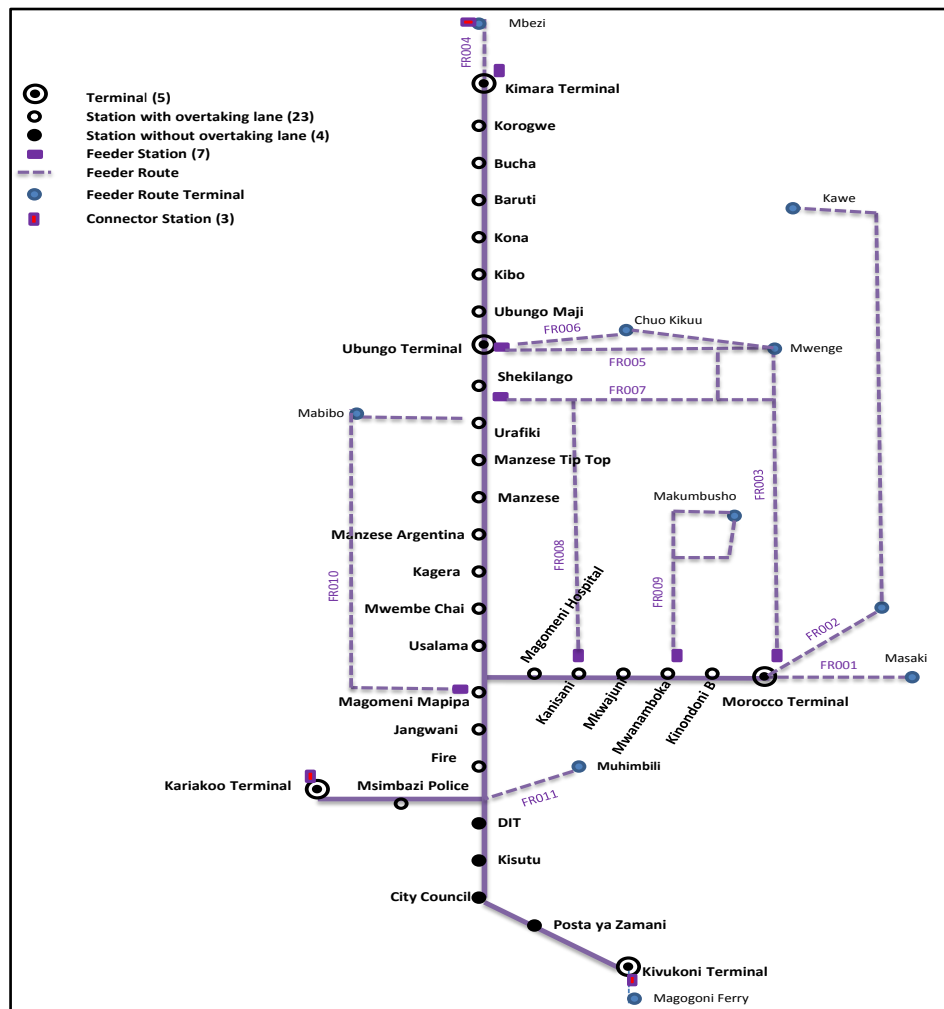 Mbezi
FR004
Kimara Terminal
Terminal (5)
Station with overtaking lane (23)
Station without overtaking lane (4)
Feeder Station (7)
Feeder Route
Feeder Route Terminal
Connector Station (3)
Korogwe
Bucha
Baruti
Kona
Kibo
Ubungo Maji
Kawe
Chuo Kikuu
FR006
Ubungo Terminal
Mwenge
FR005
Shekilango
FR007
Mabibo
Urafiki
Manzese Tip Top
Manzese
Makumbusho
FR003
Manzese Argentina
FR008
Kagera
FR009
FR010
Mwembe Chai
Magomeni Hospital
Usalama
FR002
Masaki
FR001
Magomeni Mapipa
Kanisani
Mkwajuni
Mwanamboka
Kinondoni B
Morocco Terminal
Jangwani
Fire
Muhimbili
Kariakoo Terminal
Msimbazi Police
FR011
DIT
Kisutu
City Council
Posta ya Zamani
Kivukoni Terminal
Magogoni Ferry